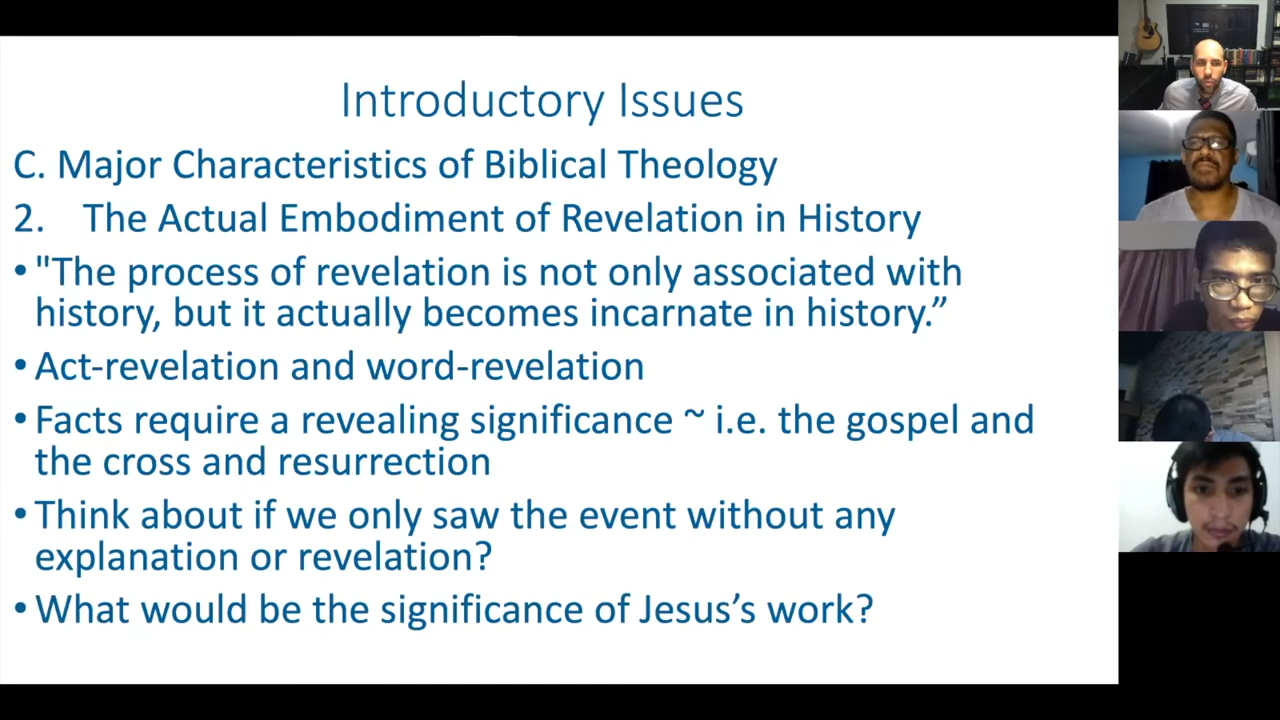 Introductory Issues
C. Major Characteristics of Biblical Theology
2. The Actual Embodiment of Revelation in History
• "The process of revelation is not only associated with
history, but it actually becomes incarnate in history.”
• Act-revelation and word-revelation
• Facts require a revealing significance ~ i.e. the gospel and
the cross and resurrection
• Think about if we only saw the event without any
explanation or revelation?
• What would be the significance of Jesus’s work?